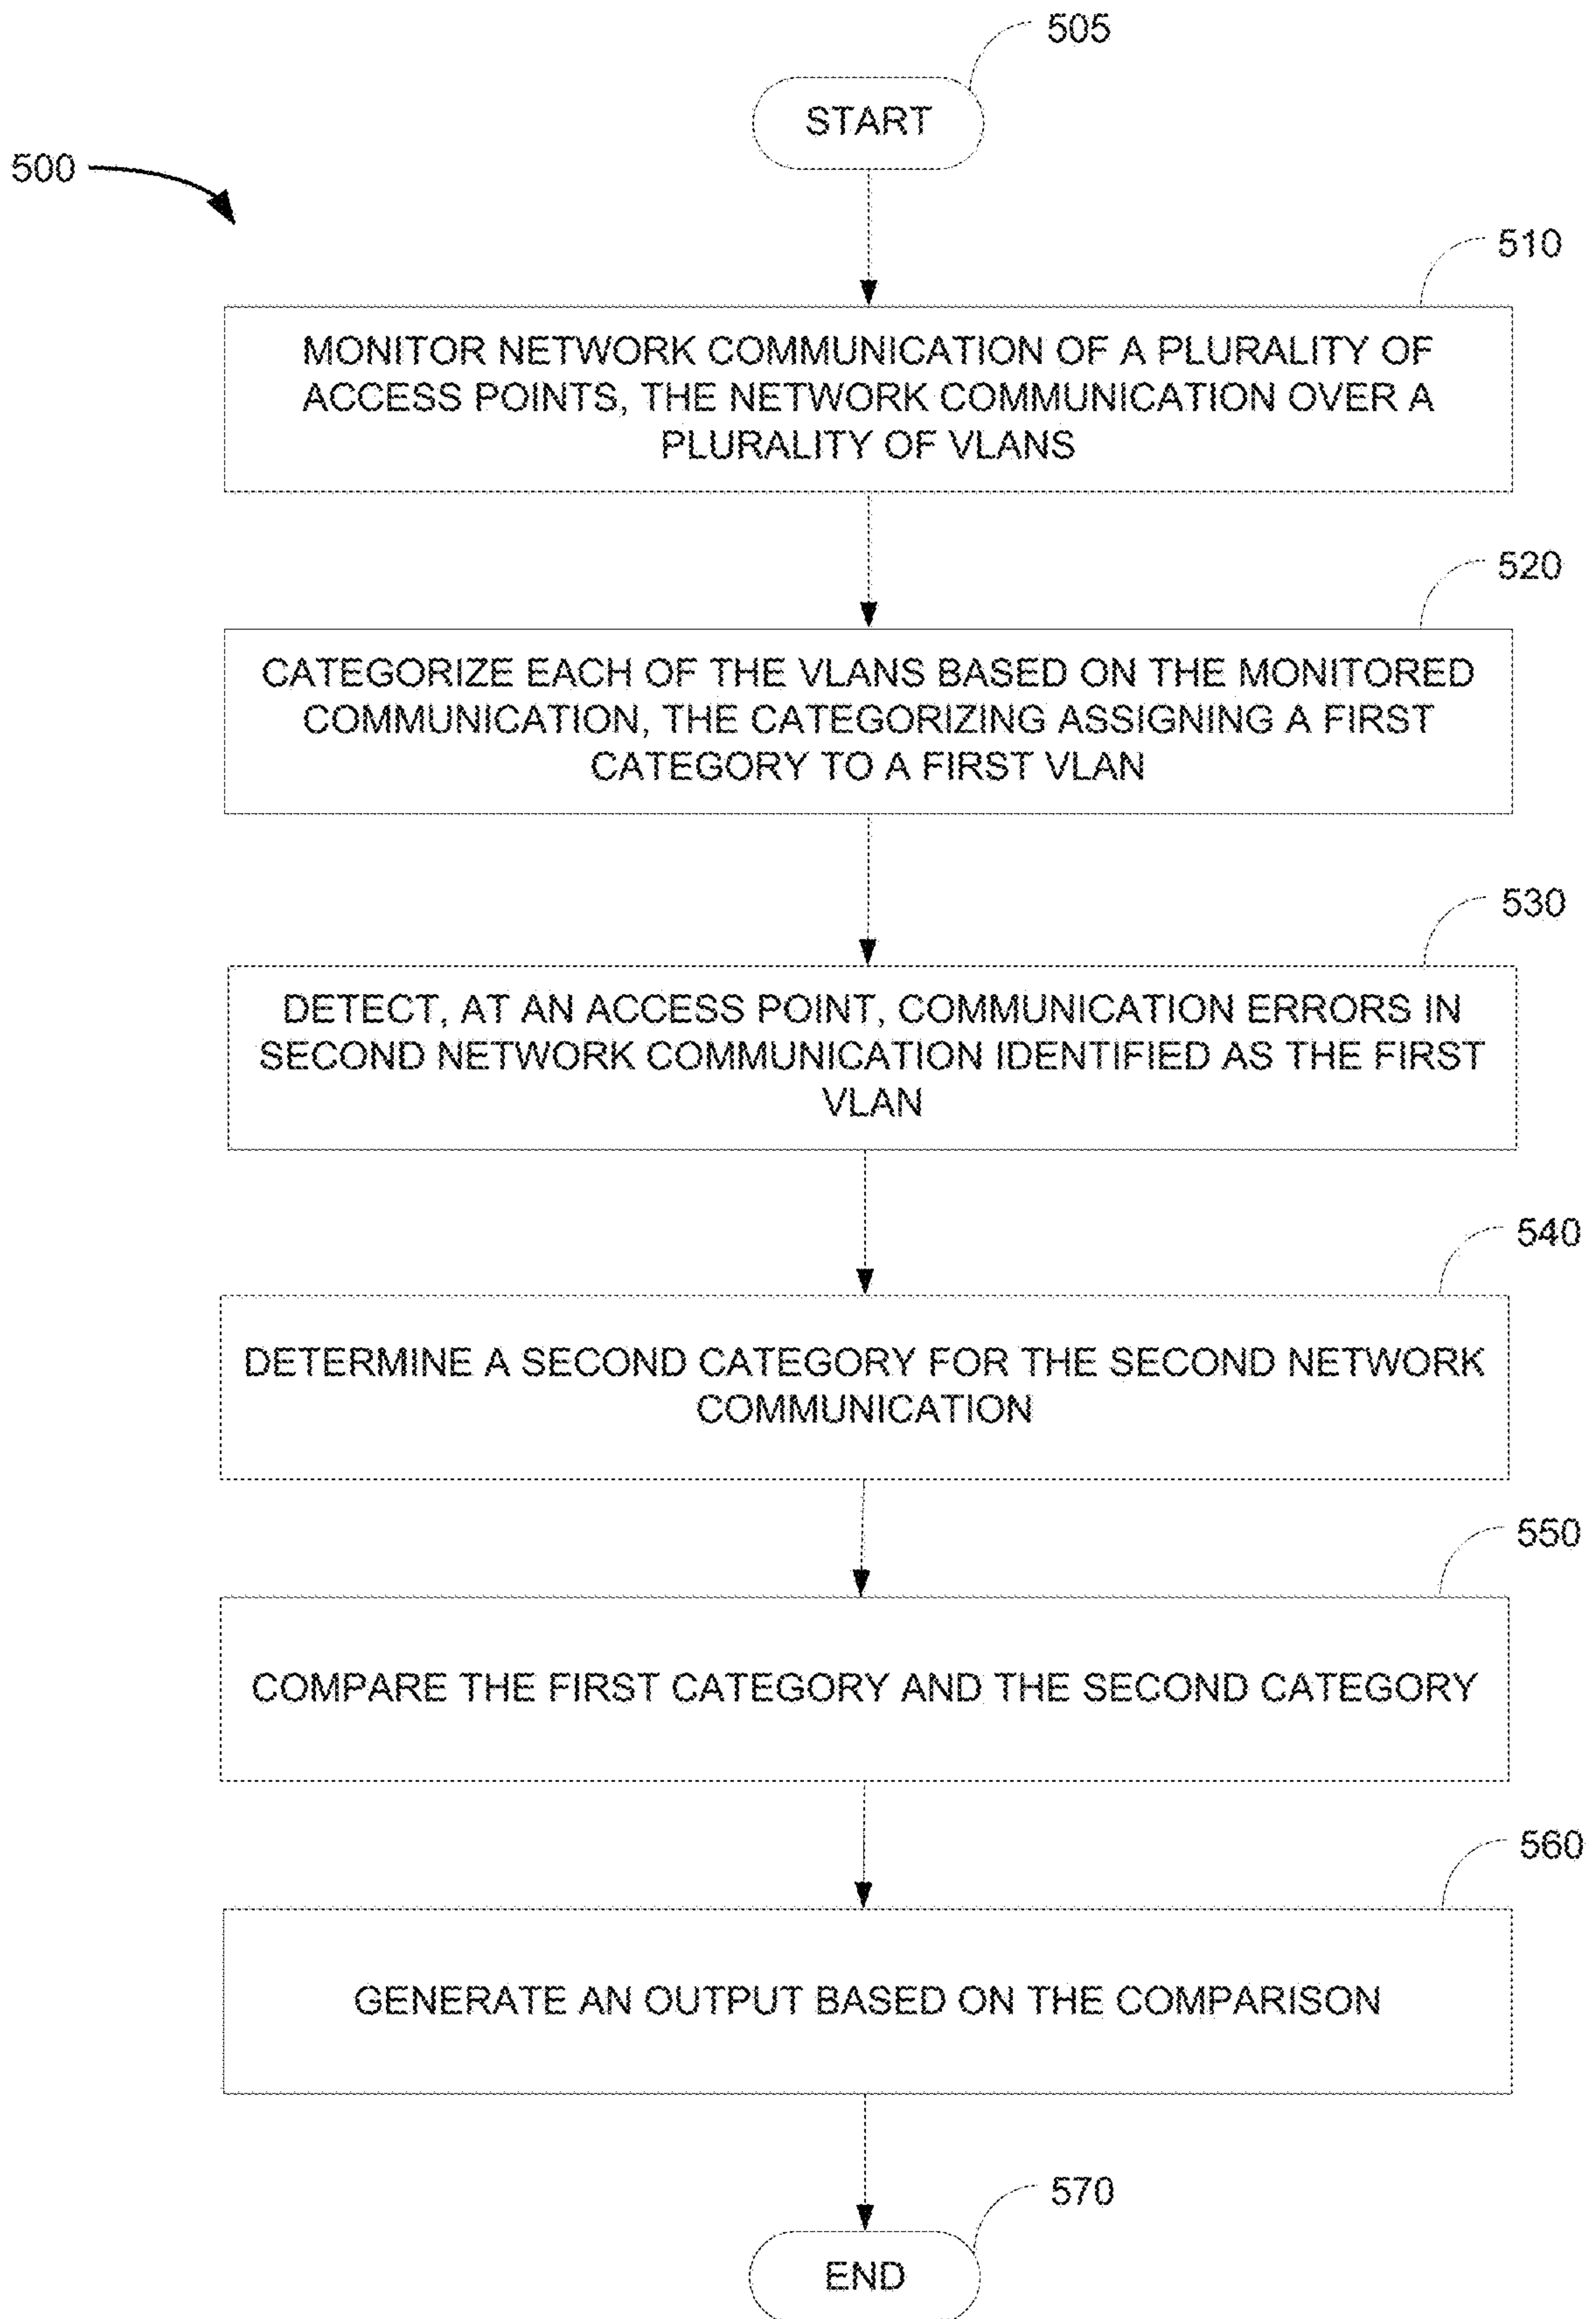 505
START
500
510
MONITOR NETWORK COMMUNICATION OF A PLURALITY OF
ACCESS POINTS, THE NETWORK COMMUNICATION OVER A
PLURALITY OF VLANS
520
CATEGORIZE EACH OF THE VLANS BASED ON THE MONITORED
COMMUNICATION, THE CATEGORIZING ASSIGNING A FIRST
CATEGORY TO A FIRST VLAN
530
DETECT, AT AN ACCESS POINT, COMMUNICATION ERRORS IN
SECOND NETWORK COMMUNICATION IDENTIFIED AS THE FIRST
VLAN
540
DETERMINE A SECOND CATEGORY FOR THE SECOND NETWORK
COMMUNICATION
550
COMPARE THE FIRST CATEGORY AND THE SECOND CATEGORY
560
GENERATE AN OUTPUT BASED ON THE COMPARISON
570
END